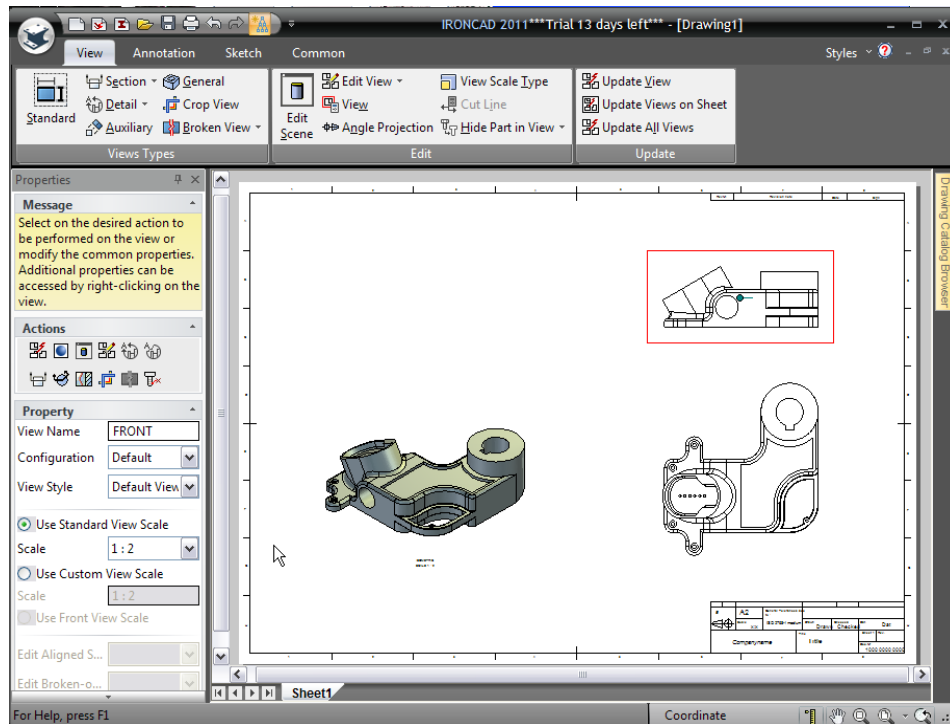 IRONCAD 2011***Trial 13 days left*** - [Drawing1]
View Annotation Sketch Common Styles
Standard
Section
Detail
Auxiliary
General
Crop View
Broken View
Views Types
Edit Scene
Edit View
View
Angle Projection
View Scale Type
Cut Line
Hide Part in View
Edit
Update View
Update Views on Sheet
Update All Views
Update
Properties
Message
Select on the desired action to
be performed on the view or
modify the common properties.
Additional properties can be
accessed by right-clicking on the
view.
Actions
Property
View Name FRONT
Configuration Default
View Style Default View
Use Standard View Scale
Scale 1 : 2
Use Custom View Scale
Scale 1 : 2
Use Front View Scale
Edit Aligned S...
Edit Broken-o...
Drawing Catalog Browser
A2
Companyname
Sheet1
For Help, press F1
Coordinate